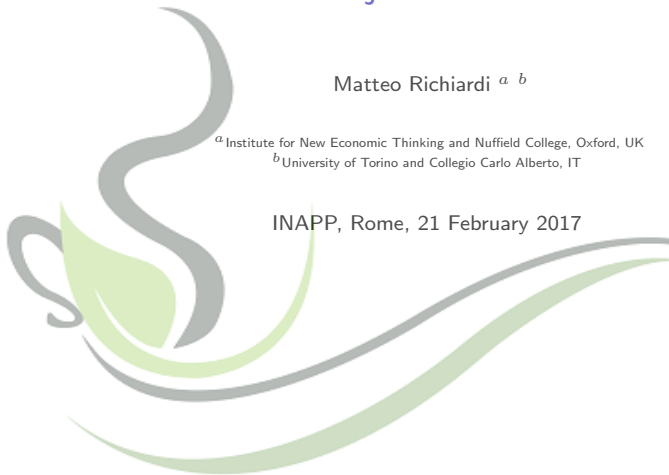 Matteo Richiardi a b
a Institute for New Economic Thinking and Nuffield College, Oxford, UK
b University of Torino and Collegio Carlo Alberto, IT
INAPP, Rome, 21 February 2017